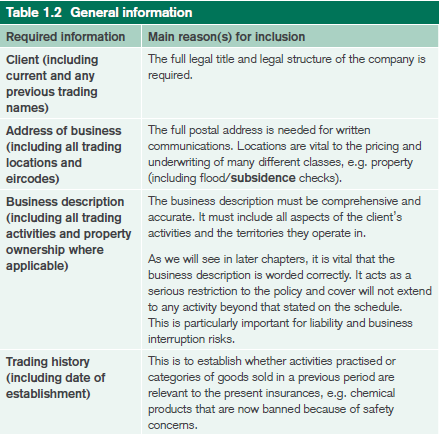 Table 1.2 General information
Required information
Main reason(s) for inclusion
Client (including
current and any
previous trading
names)
The full legal title and legal structure of the company is
required.
Address of business
(including all trading
locations and
eircodes)
The full postal address is needed for written
communications. Locations are vital to the pricing and
underwriting of many different classes, e.g. property
(including flood/subsidence checks).
Business description
(including all trading
activities and property
ownership where
applicable)
The business description must be comprehensive and
accurate. It must include all aspects of the client's
activities and the territories they operate in.
As we will see in later chapters, it is vital that the
business description is worded correctly. It acts as a
serious restriction to the policy and cover will not extend
to any activity beyond that stated on the schedule.
This is particularly important for liability and business
interruption risks.
Trading history
(including date of
establishment)
This is to establish whether activities practised or
categories of goods sold in a previous period are
relevant to the present insurances, e.g. chemical
products that are now banned because of safety
concerns.